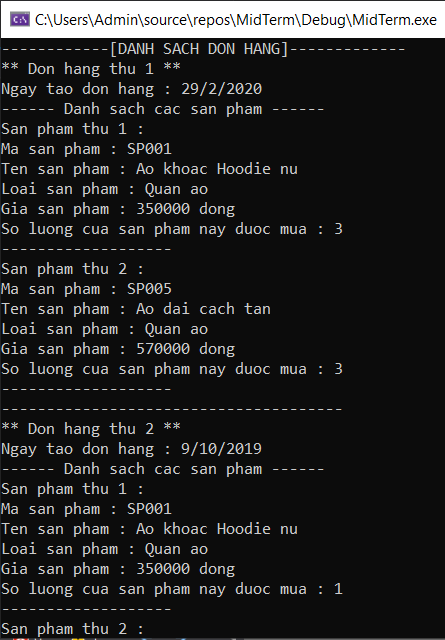 C:\Users\Admin\source\repos\MidTerm\Debug\MidTerm.exe
------------[DANH SACH DON HANG]-------------
** Don hang thu 1 **
Ngay tao don hang : 29/2/2020
------ Danh sach cac san pham ------
San pham thu 1 :
Ma san pham : SP001
Ten san pham : Ao khoac Hoodie nu
Loai san pham : Quan ao
Gia san pham : 350000 dong
So luong cua san pham nay duoc mua : 3
-------------------
San pham thu 2 :
Ma san pham : SP005
Ten san pham : Ao dai cach tan
Loai san pham : Quan ao
Gia san pham : 570000 dong
So luong cua san pham nay duoc mua : 3
-------------------
--------------------------------------
** Don hang thu 2 **
Ngay tao don hang : 9/10/2019
------ Danh sach cac san pham ------
San pham thu 1 :
Ma san pham : SP001
Ten san pham : Ao khoac Hoodie nu
Loai san pham : Quan ao
Gia san pham : 350000 dong
So luong cua san pham nay duoc mua : 1
-------------------
San pham thu 2 :